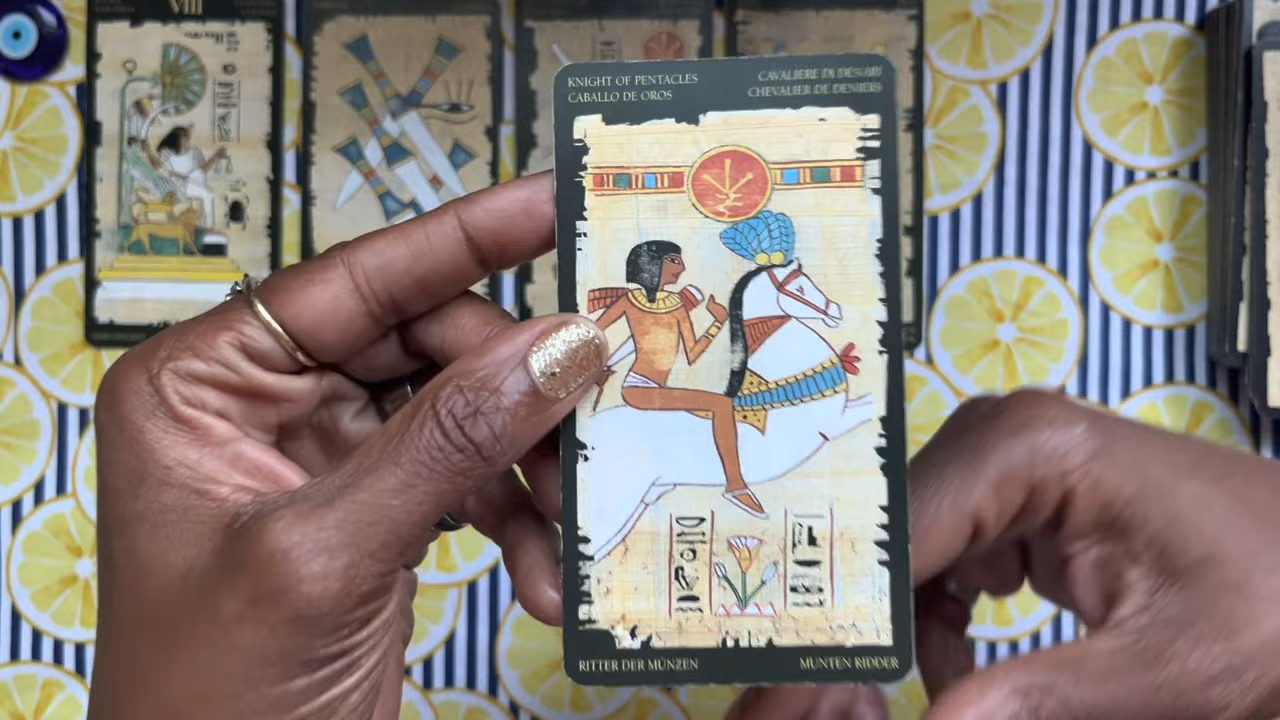 VIII
KNIGHT OF PENTACLES
CABALLO DE OROS
CAVALIERE DI DENARI
CHEVALIER DE DENIERS
RITTER DER MÜNZEN
MUNTEN RIDDER